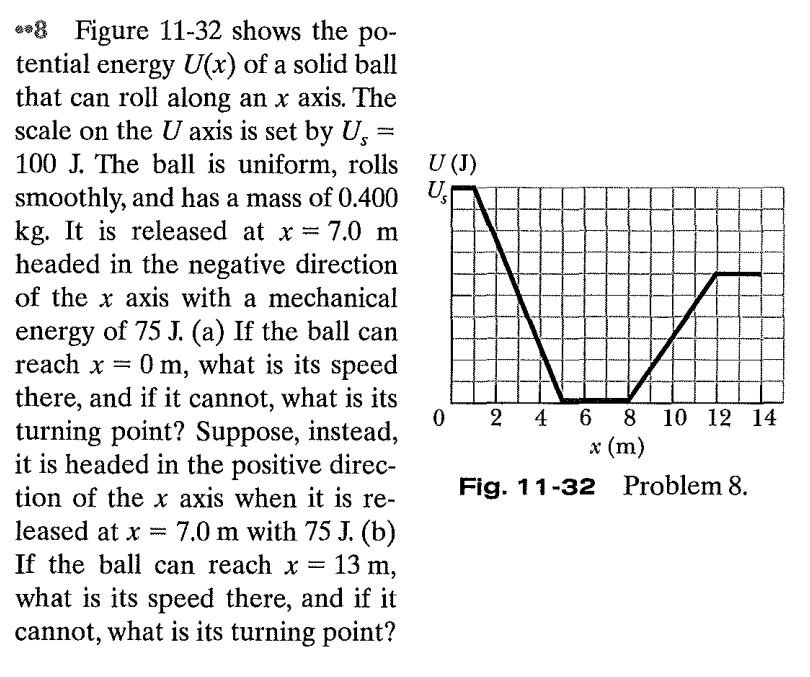 ••8 Figure 11-32 shows the po-
tential energy U(x) of a solid ball
that can roll along an x axis. The
scale on the U axis is set by Uₛ =
100 J. The ball is uniform, rolls
smoothly, and has a mass of 0.400
kg. It is released at x = 7.0 m
headed in the negative direction
of the x axis with a mechanical
energy of 75 J. (a) If the ball can
reach x = 0 m, what is its speed
there, and if it cannot, what is its
turning point? Suppose, instead,
it is headed in the positive direc-
tion of the x axis when it is re-
leased at x = 7.0 m with 75 J. (b)
If the ball can reach x = 13 m,
what is its speed there, and if it
cannot, what is its turning point?
U (J)
Uₛ
0 2 4 6 8 10 12 14
x (m)
Fig. 11-32 Problem 8.